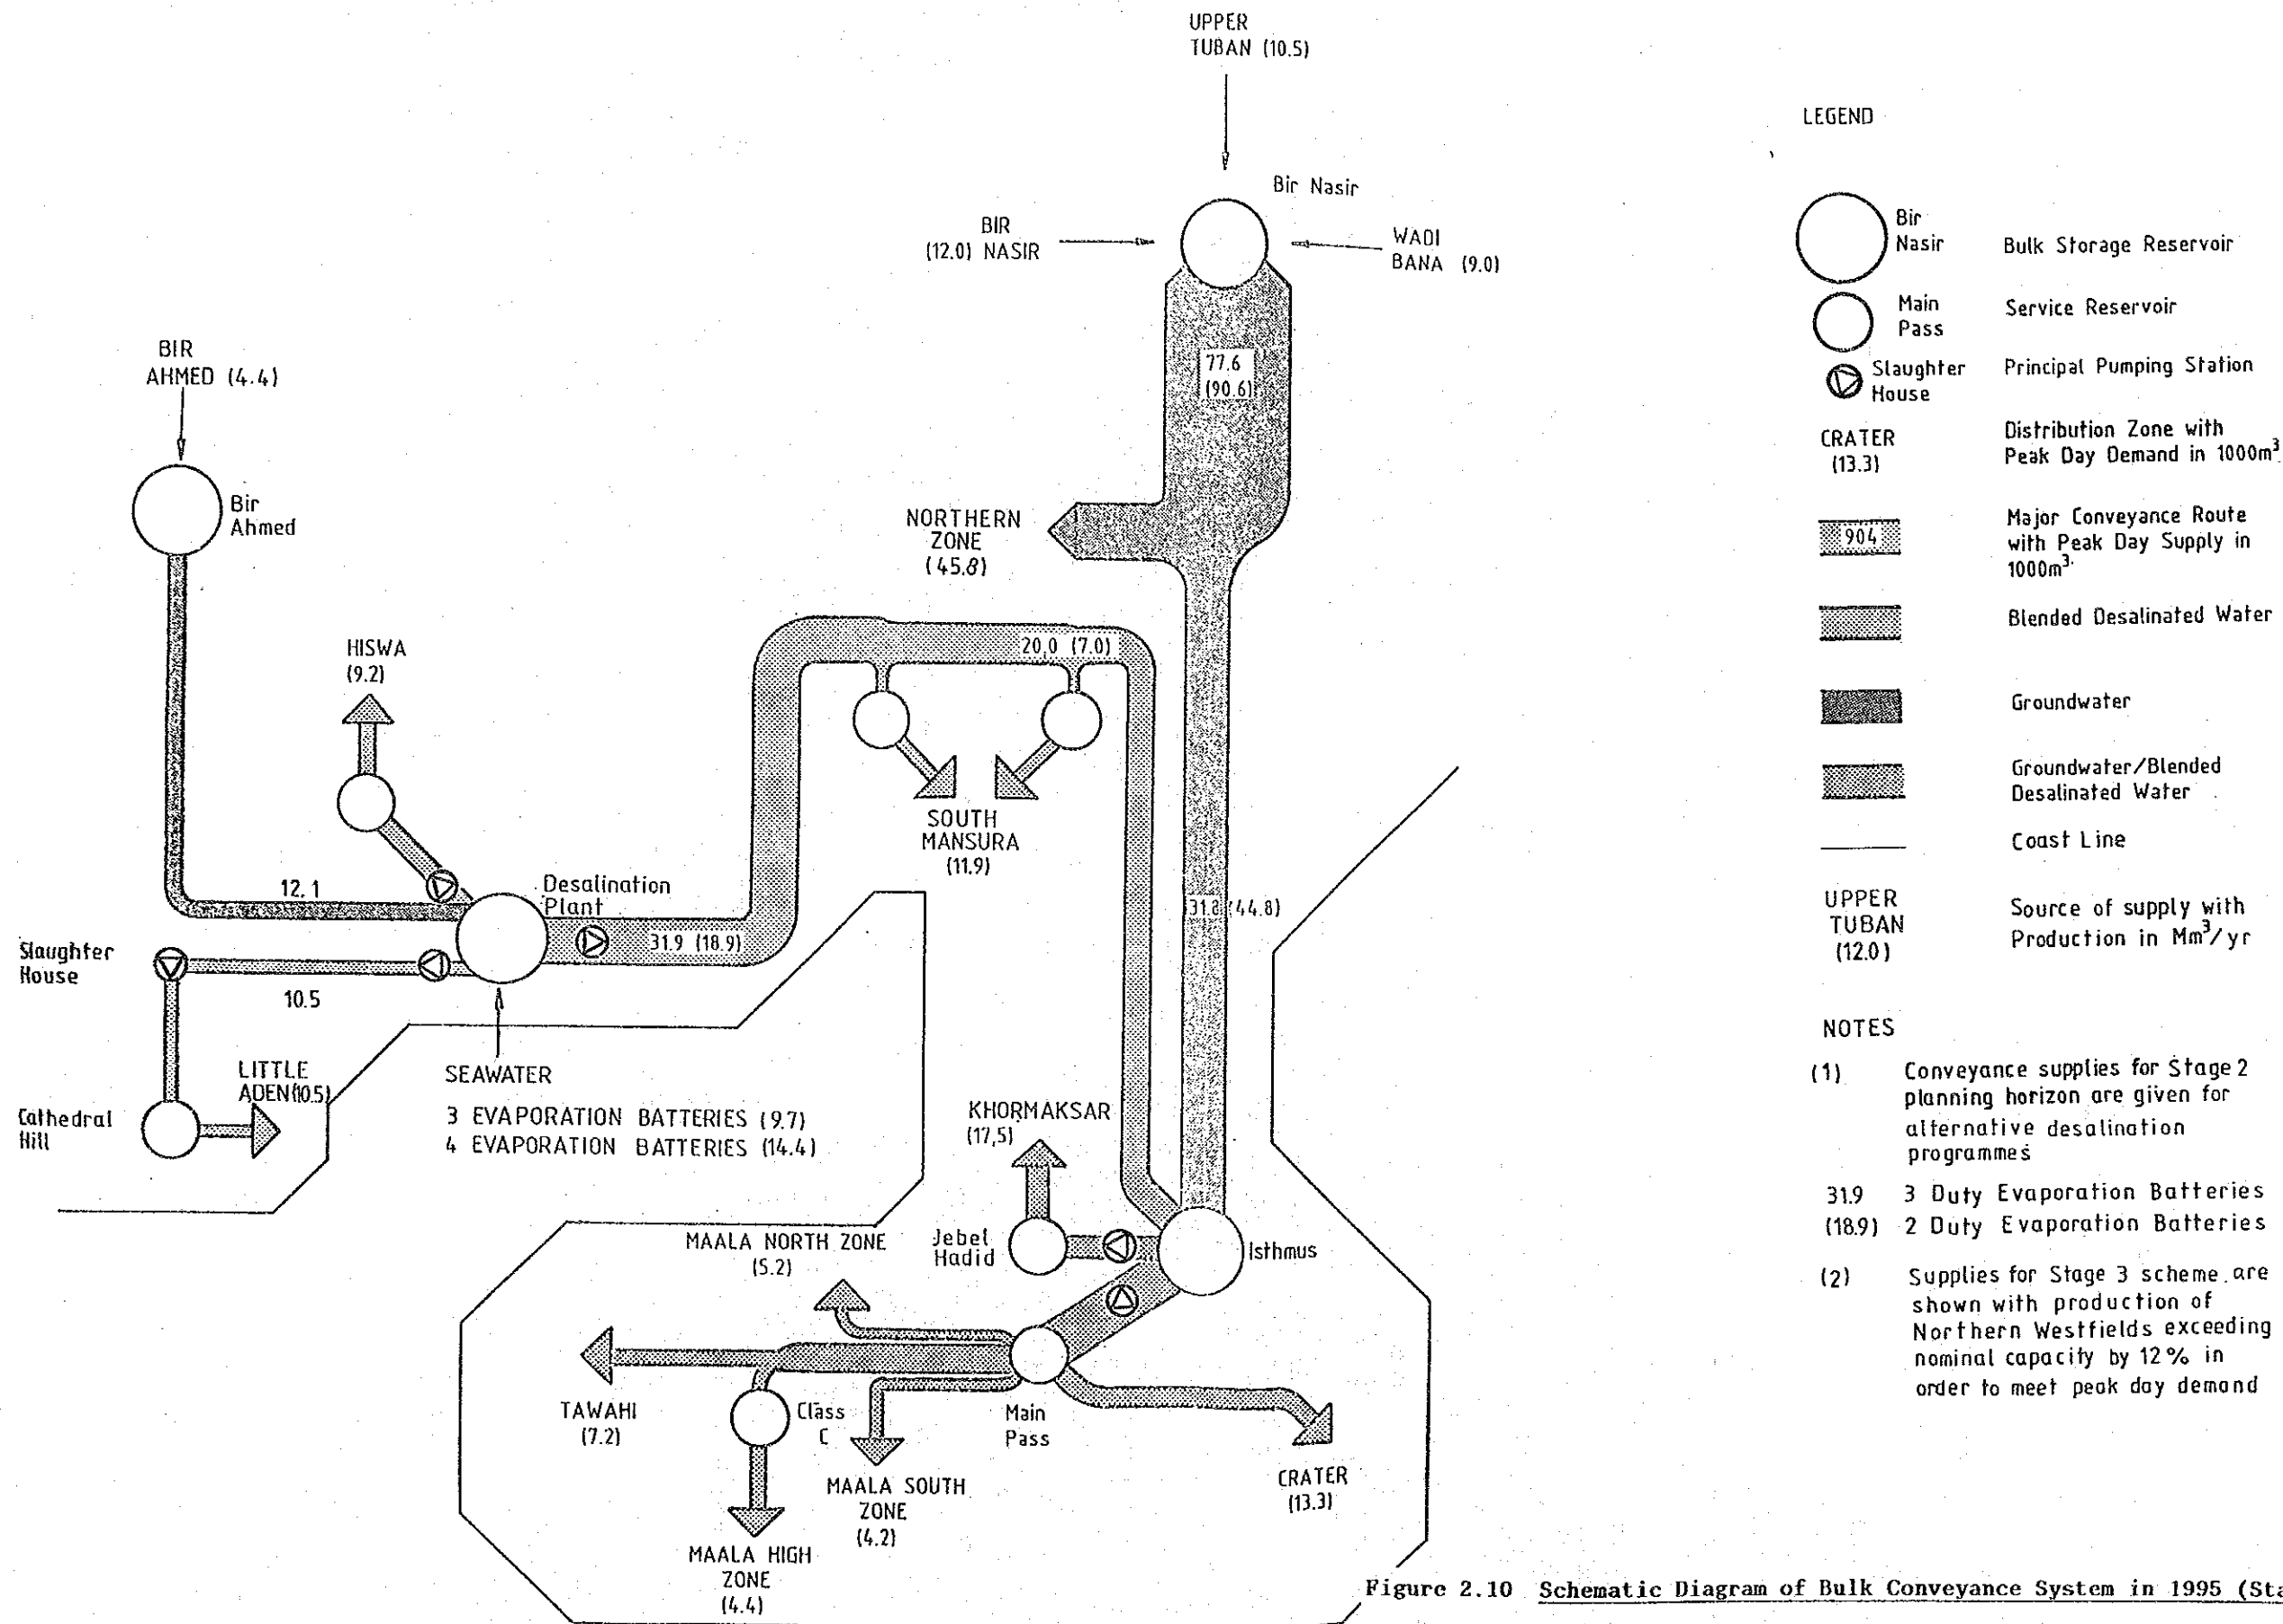 UPPER
TUBAN (10.5)
Bir Nasir
BIR
(12.0) NASIR
WADI
BANA (9.0)
77.6
(90.6)
BIR
AHMED (4.4)
Bir
Ahmed
NORTHERN
ZONE
(45.8)
HISWA
(9.2)
20,0 (7.0)
SOUTH
MANSURA
(11.9)
12.1
Desalination
Plant
31.9 (18.9)
31.8 (44.8)
Slaughter
House
10.5
SEAWATER
3 EVAPORATION BATTERIES (9.7)
4 EVAPORATION BATTERIES (14.4)
LITTLE
ADEN (10.5)
Cathedral
Hill
KHORMAKSAR
(17,5)
Jebel
Hadid
Isthmus
MAALA NORTH ZONE
(5.2)
TAWAHI
(7.2)
Class
C
Main
Pass
MAALA SOUTH
ZONE
(4.2)
CRATER
(13.3)
MAALA HIGH
ZONE
(4.4)
LEGEND
Bir
Nasir
Bulk Storage Reservoir
Main
Pass
Service Reservoir
Slaughter
House
Principal Pumping Station
CRATER
(13.3)
Distribution Zone with
Peak Day Demand in 1000m³
904
Major Conveyance Route
with Peak Day Supply in
1000m³
Blended Desalinated Water
Groundwater
Groundwater/Blended
Desalinated Water
Coast Line
UPPER
TUBAN
(12.0)
Source of supply with
Production in Mm³/yr
NOTES
(1) Conveyance supplies for Stage 2
planning horizon are given for
alternative desalination
programmes
31.9 3 Duty Evaporation Batteries
(18.9) 2 Duty Evaporation Batteries
(2) Supplies for Stage 3 scheme are
shown with production of
Northern Westfields exceeding
nominal capacity by 12% in
order to meet peak day demand
Figure 2.10 Schematic Diagram of Bulk Conveyance System in 1995 (Sta